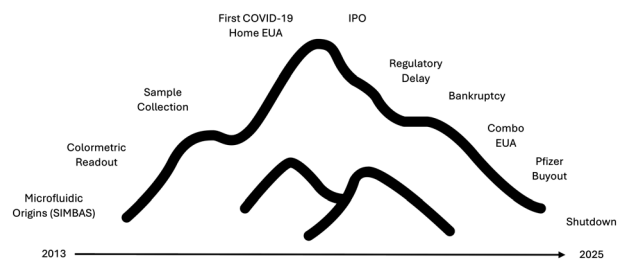 First COVID-19
Home EUA
IPO
Regulatory
Delay
Sample
Collection
Bankruptcy
Combo
EUA
Colormetric
Readout
Pfizer
Buyout
Microfluidic
Origins (SIMBAS)
Shutdown
2013
2025